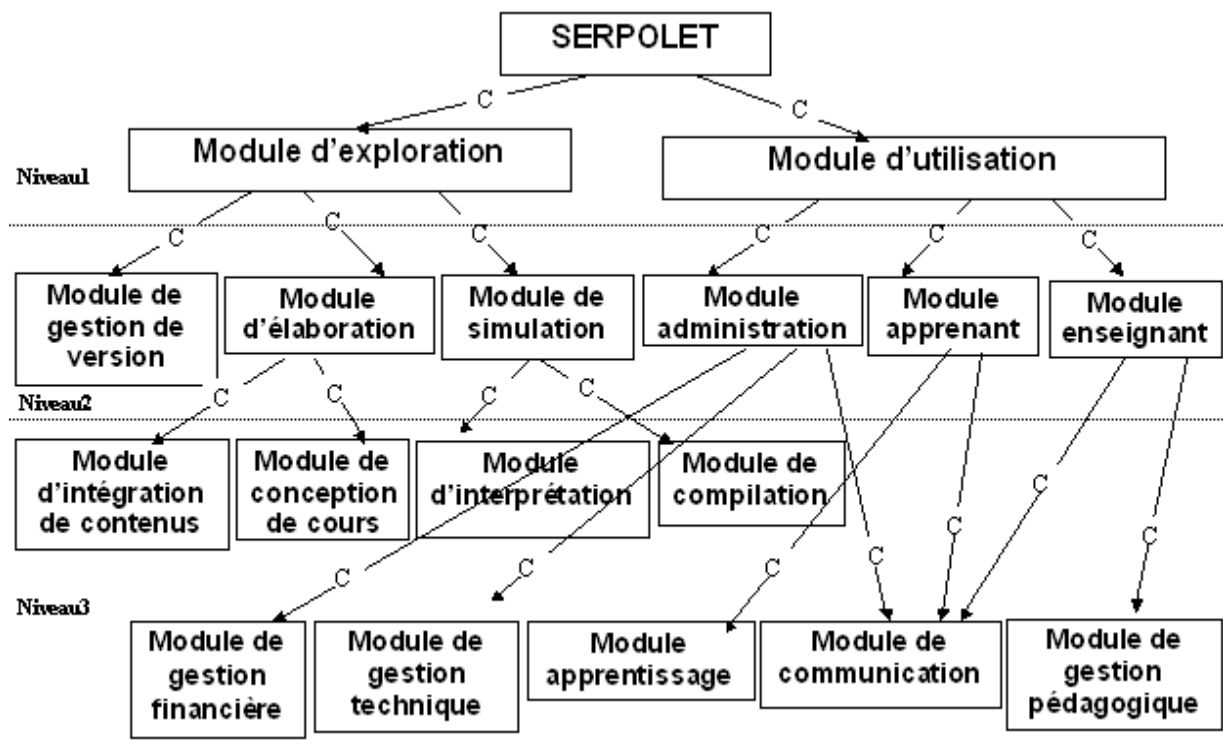 SERPOLET
C
C
Module d'exploration
Module d'utilisation
Niveau1
C
C
C
C
C
C
Module de
gestion de
version
Module
d'élaboration
Module de
simulation
Module
administration
Module
apprenant
Module
enseignant
Niveau2
C
C
C
C
Module
d'intégration
de contenus
Module de
conception
de cours
Module
d'interprétation
Module de
compilation
C
C
C
C
C
C
C
C
Niveau3
Module de
gestion
financière
Module de
gestion
technique
Module
apprentissage
Module de
communication
Module de
gestion
pédagogique